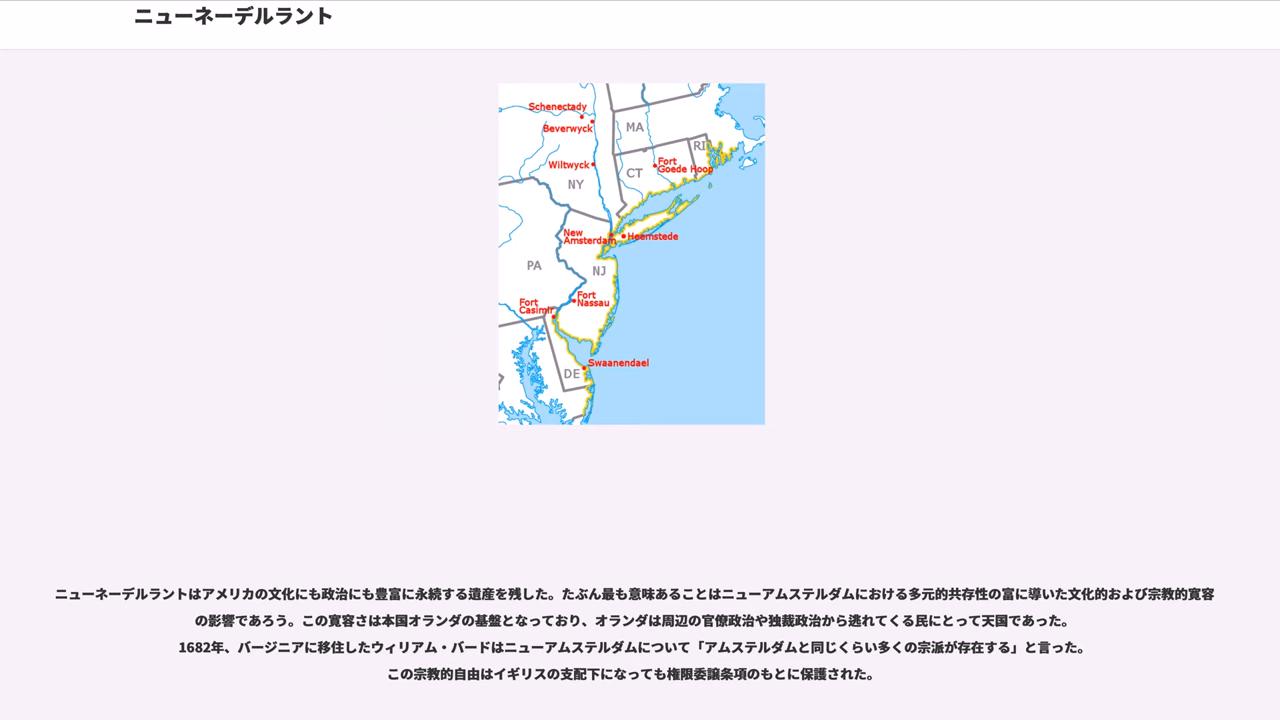 ニューネーデルラント
Schenectady
Beverwyck
MA
RI
Wiltwyck
Fort
Goede Hoop
CT
NY
New
Amsterdam
Heemstede
PA
NJ
Fort
Nassau
Fort
Casimir
Swaanendael
DE
ニューネーデルラントはアメリカの文化にも政治にも豊富に永続する遺産を残した。たぶん最も意味あることはニューアムステルダムにおける多元的共存性の富に導いた文化的および宗教的寛容
の影響であろう。この寛容さは本国オランダの基盤となっており、オランダは周辺の官僚政治や独裁政治から逃れてくる民にとって天国であった。
1682年、バージニアに移住したウィリアム・バードはニューアムステルダムについて「アムステルダムと同じくらい多くの宗派が存在する」と言った。
この宗教的自由はイギリスの支配下になっても権限委譲条項のもとに保護された。